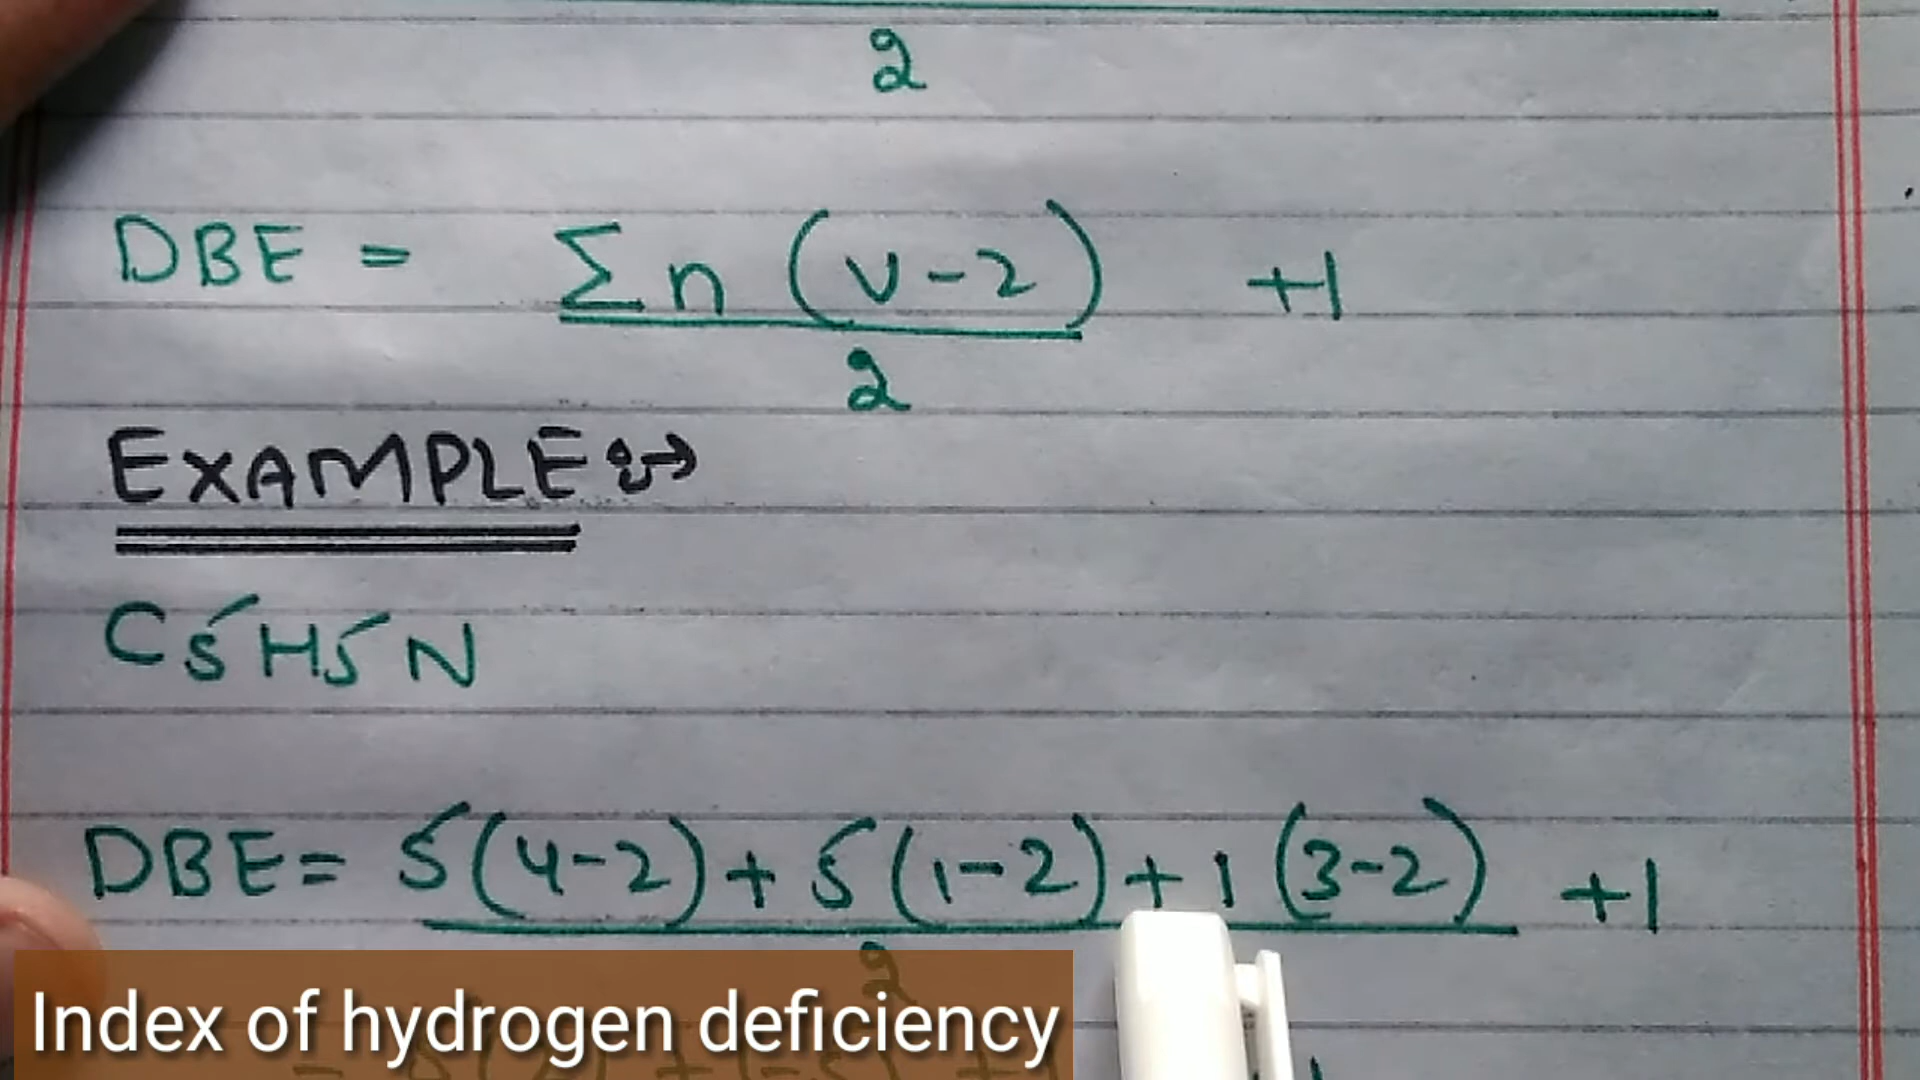 2
DBE = Σn (v-2) +1
2
EXAMPLE :→
C5H5N
DBE = 5(4-2) + 5(1-2) + 1(3-2) +1
2
Index of hydrogen deficiency